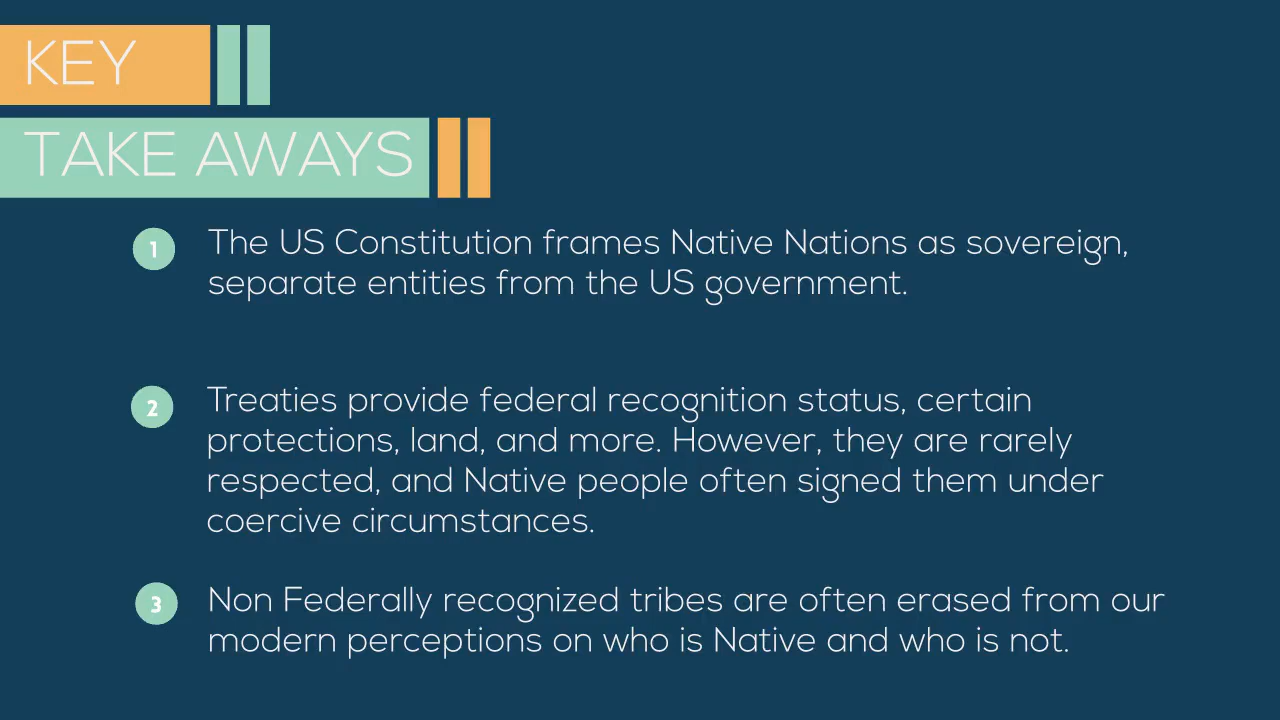 KEY
TAKE AWAYS
1 The US Constitution frames Native Nations as sovereign,
separate entities from the US government.
2 Treaties provide federal recognition status, certain
protections, land, and more. However, they are rarely
respected, and Native people often signed them under
coercive circumstances.
3 Non Federally recognized tribes are often erased from our
modern perceptions on who is Native and who is not.